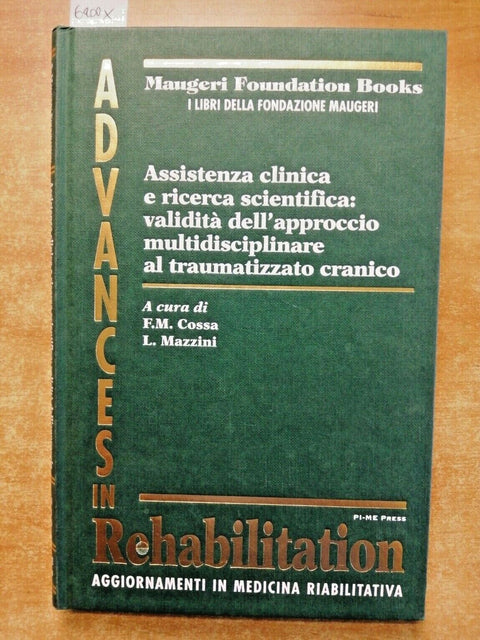 Maugeri Foundation Books
I LIBRI DELLA FONDAZIONE MAUGERI
Assistenza clinica
e ricerca scientifica:
validità dell'approccio
multidisciplinare
al traumatizzato cranico
A cura di
F.M. Cossa
L. Mazzini
ADVANCES IN
PI-ME PRESS
Rehabilitation
AGGIORNAMENTI IN MEDICINA RIABILITATIVA